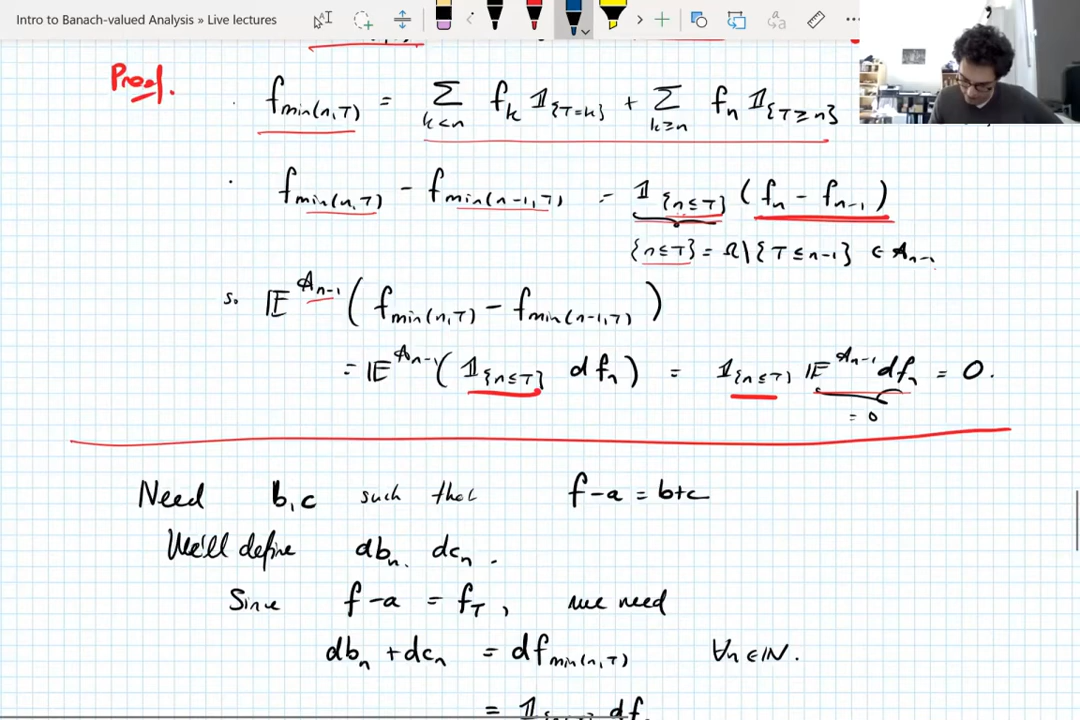 Intro to Banach-valued Analysis » Live lectures
Proof.
f_{min(n,T)} = Σ_{k<n} f_k 𝟙_{{T=k}} + Σ_{k≥n} f_n 𝟙_{{T≥n}}
f_{min(n,T)} - f_{min(n-1,T)} = 𝟙_{{n≤T}} (f_n - f_{n-1})
{n≤T} = Ω\{T≤n-1} ∈ A_{n-1}
so 𝔼^{A_{n-1}} (f_{min(n,T)} - f_{min(n-1,T)})
= 𝔼^{A_{n-1}} (𝟙_{{n≤T}} df_n) = 𝟙_{{n≤T}} 𝔼^{A_{n-1}} df_n = 0.
= 0
Need b, c such that f-a = b+c
We'll define db_n. dc_n.
Since f-a = f_T, we need
db_n + dc_n = df_{min(n,T)} ∀n∈ℕ.
= 𝟙 df